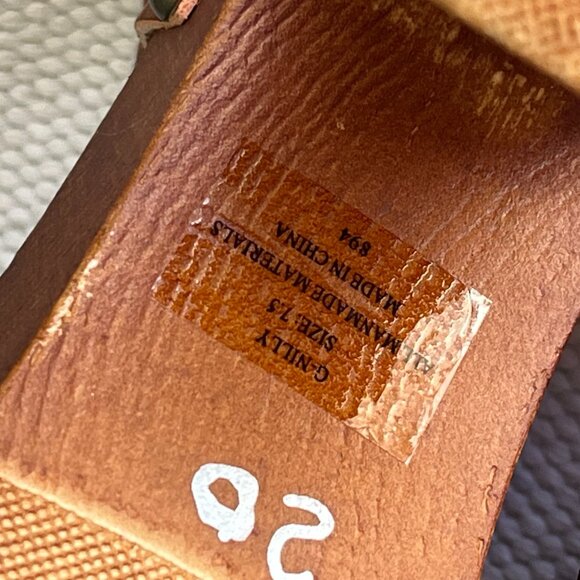 G-NILLY
SIZE: 7.5
ALL MANMADE MATERIALS
MADE IN CHINA
894